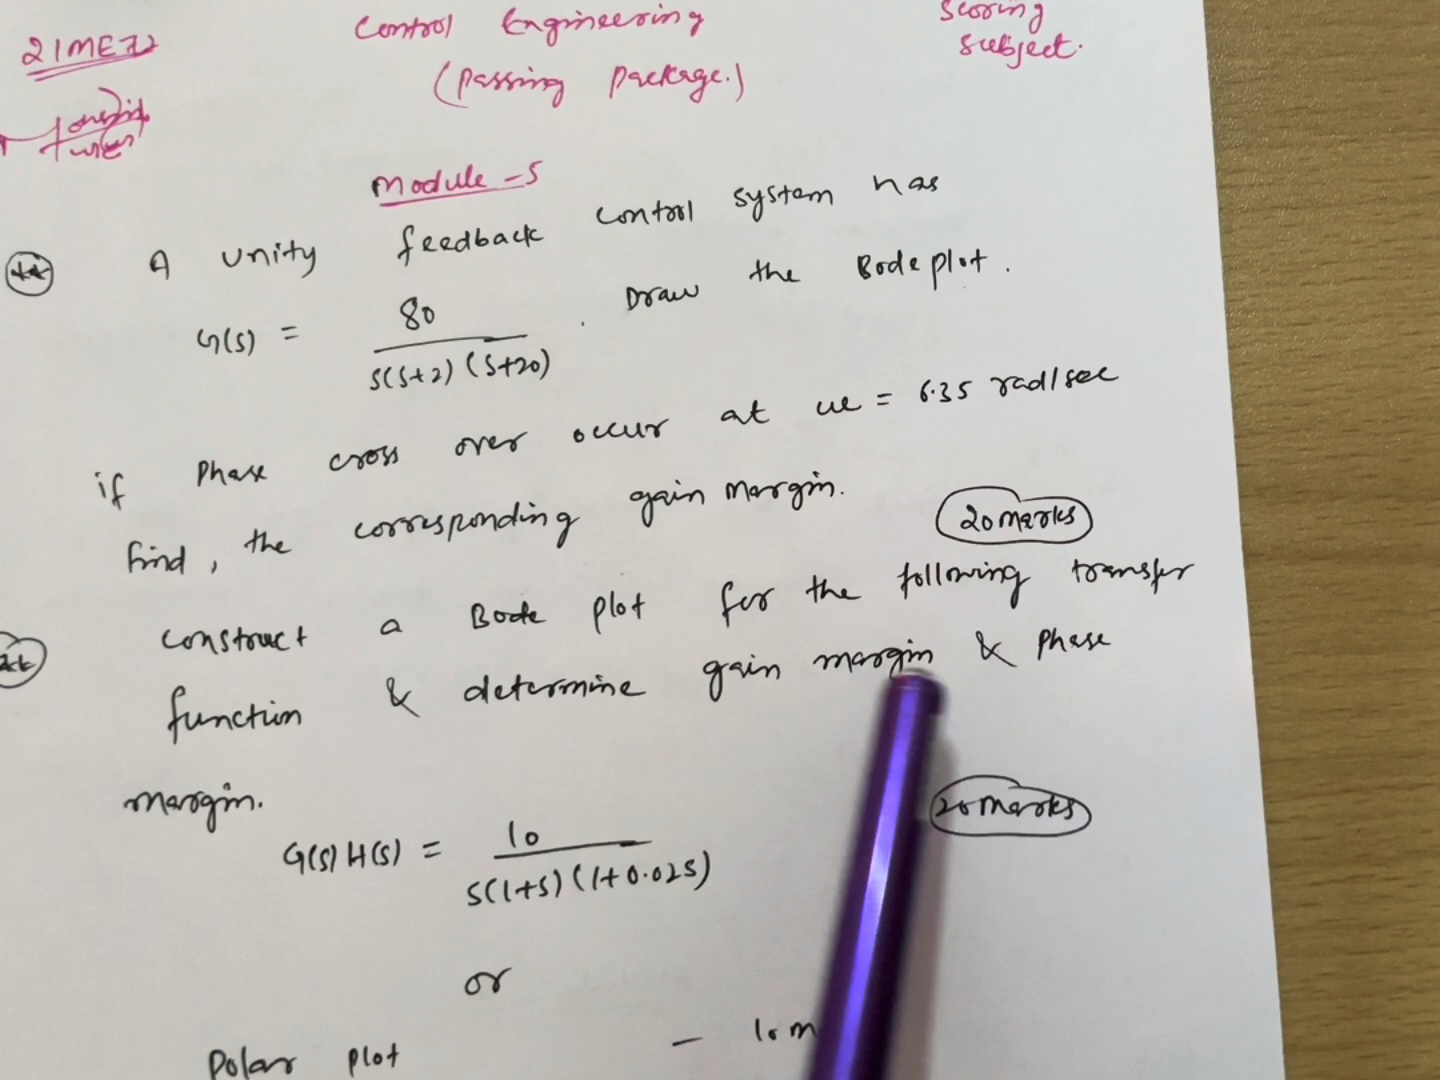 21ME72
Control Engineering
(Passing Package.)
Scoring
subject.
Module - 5
A unity feedback control system has
G(s) = 80 / s(s+2)(s+20) . Draw the Bode plot.
if Phase cross over occur at ωc = 6.35 rad/sec
find, the corresponding gain margin.
20 marks
construct a Bode plot for the following transfer
function & determine gain margin & Phase
margin.
20 marks
G(s)H(s) = 10 / s(1+s)(1+0.02s)
or
Polar plot - 10 m